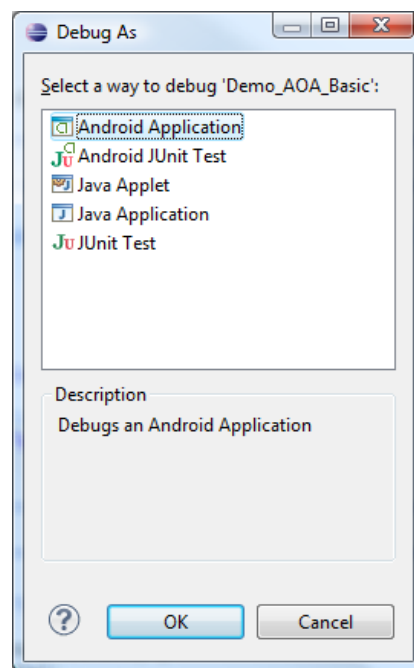 Debug As
Select a way to debug 'Demo_AOA_Basic':
Android Application
Android JUnit Test
Java Applet
Java Application
JUnit Test
Description
Debugs an Android Application
OK
Cancel